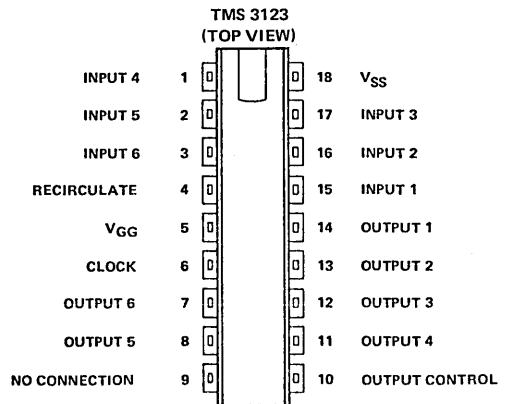 TMS 3123
(TOP VIEW)
INPUT 4 1 18 VSS
INPUT 5 2 17 INPUT 3
INPUT 6 3 16 INPUT 2
RECIRCULATE 4 15 INPUT 1
VGG 5 14 OUTPUT 1
CLOCK 6 13 OUTPUT 2
OUTPUT 6 7 12 OUTPUT 3
OUTPUT 5 8 11 OUTPUT 4
NO CONNECTION 9 10 OUTPUT CONTROL